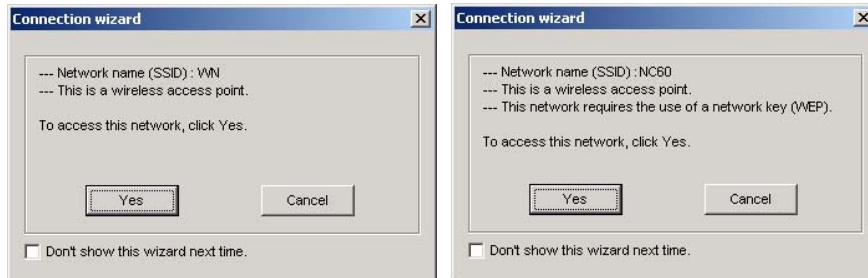 Connection wizard
--- Network name (SSID) : WN
--- This is a wireless access point.
To access this network, click Yes.
Yes
Cancel
Don't show this wizard next time.
Connection wizard
--- Network name (SSID) :NC60
--- This is a wireless access point.
--- This network requires the use of a network key (WEP).
To access this network, click Yes.
Yes
Cancel
Don't show this wizard next time.